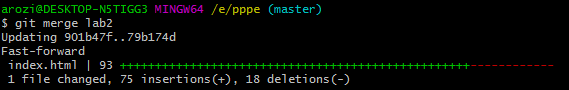 arozi@DESKTOP-N5TIGG3 MINGW64 /e/pppe (master)
$ git merge lab2
Updating 901b47f..79b174d
Fast-forward
 index.html | 93 ++++++++++++++++++++++++++++++++++++++++++++++++++------------
 1 file changed, 75 insertions(+), 18 deletions(-)